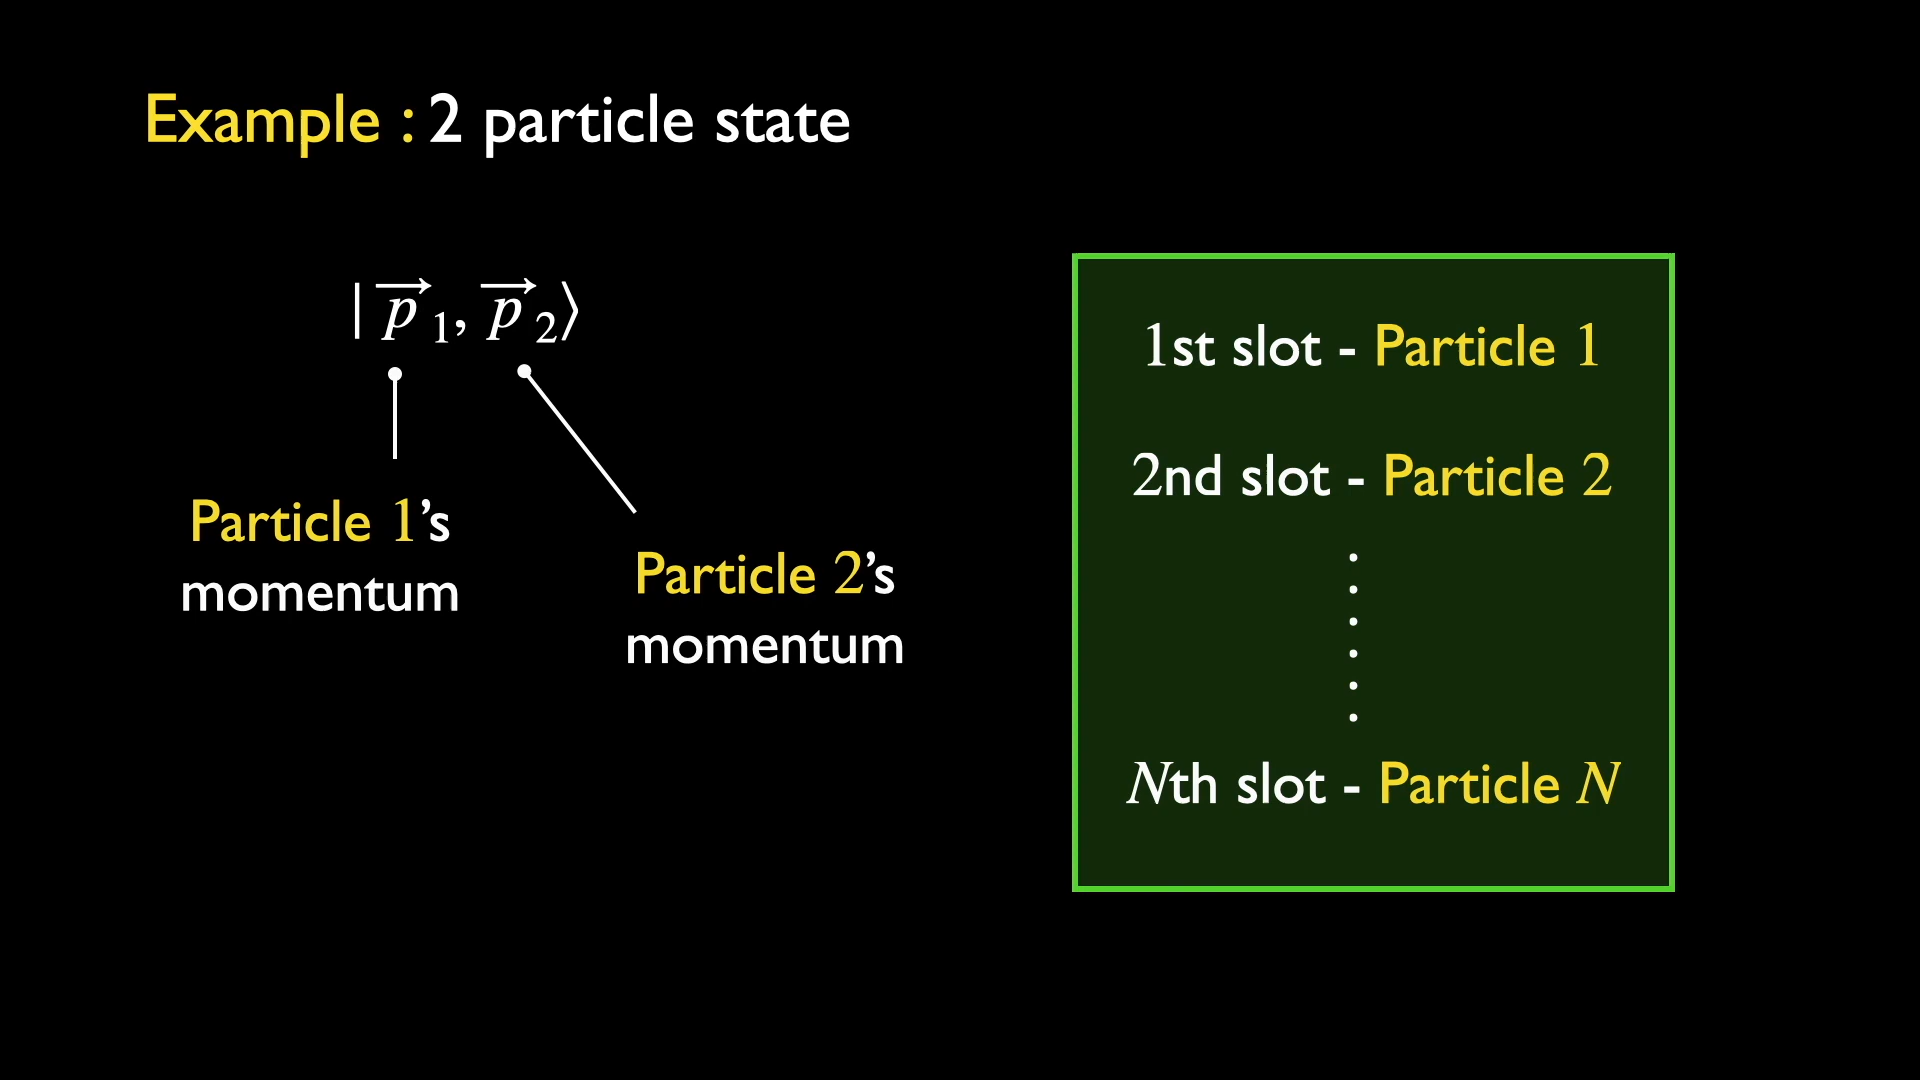 Example : 2 particle state
|p⃗₁, p⃗₂⟩
Particle 1’s
momentum
Particle 2’s
momentum
1st slot - Particle 1
2nd slot - Particle 2
Nth slot - Particle N